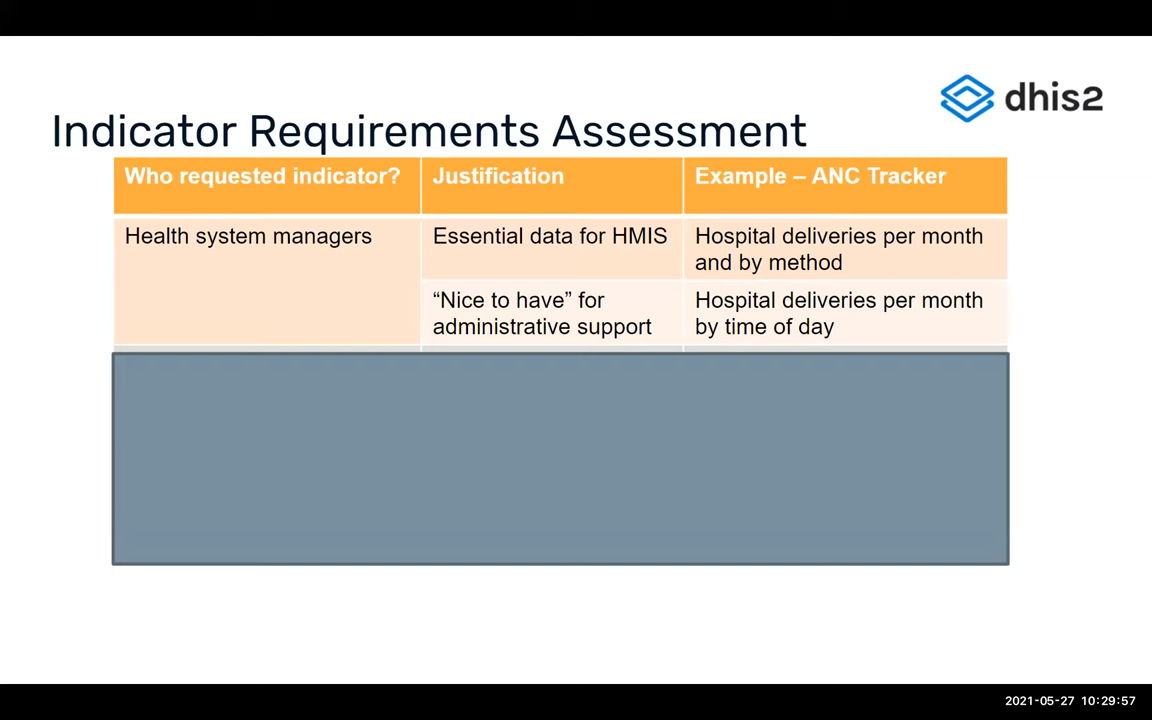 dhis2
Indicator Requirements Assessment
Who requested indicator?
Justification
Example – ANC Tracker
Health system managers
Essential data for HMIS
Hospital deliveries per month
and by method
“Nice to have” for
administrative support
Hospital deliveries per month
by time of day
2021-05-27 10:29:57